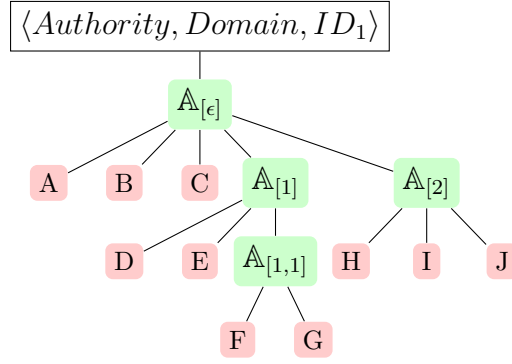 ⟨Authority, Domain, ID₁⟩
𝔸[ϵ]
A B C 𝔸[1] 𝔸[2]
D E 𝔸[1,1] H I J
F G